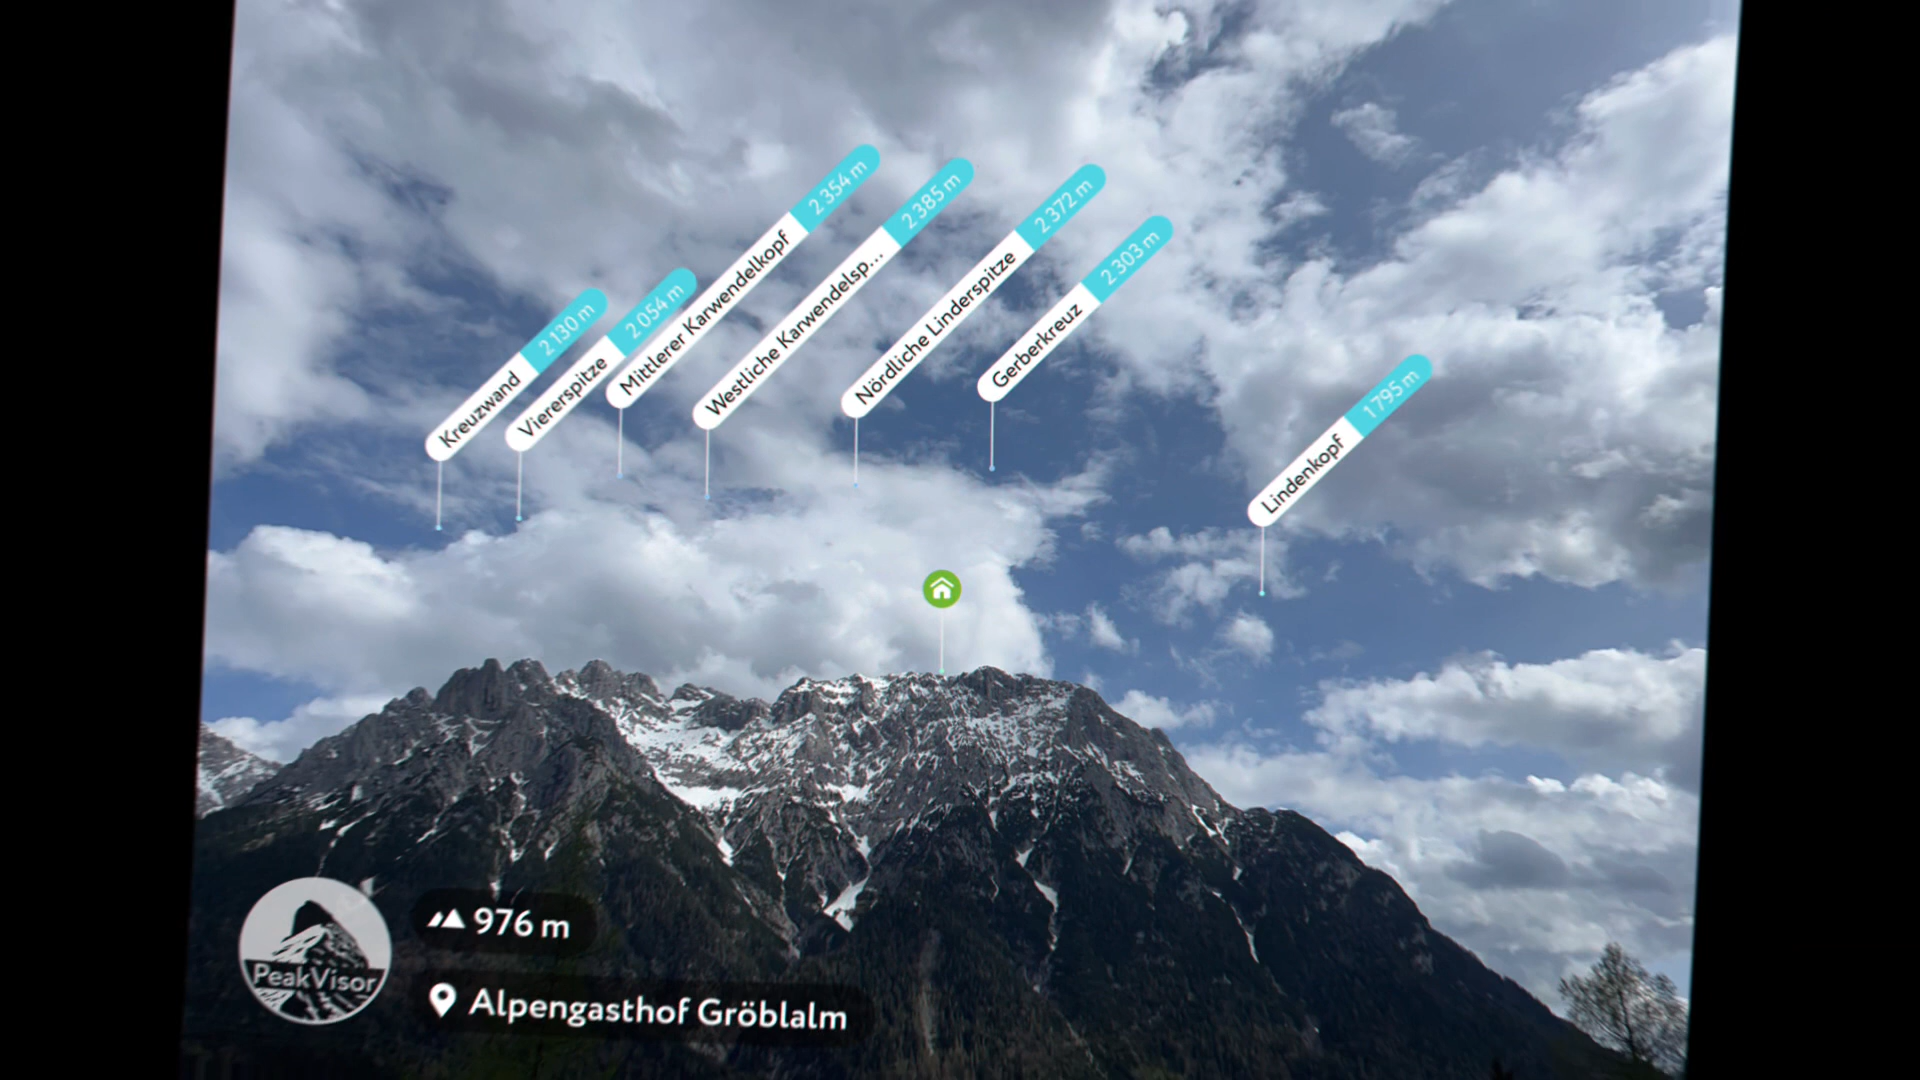 Kreuzwand 2 130 m
Viererspitze 2 054 m
Mittlerer Karwendelkopf 2 354 m
Westliche Karwendelsp... 2 385 m
Nördliche Linderspitze 2 372 m
Gerberkreuz 2 303 m
Lindenkopf 1 795 m
PeakVisor
976 m
Alpengasthof Gröblalm